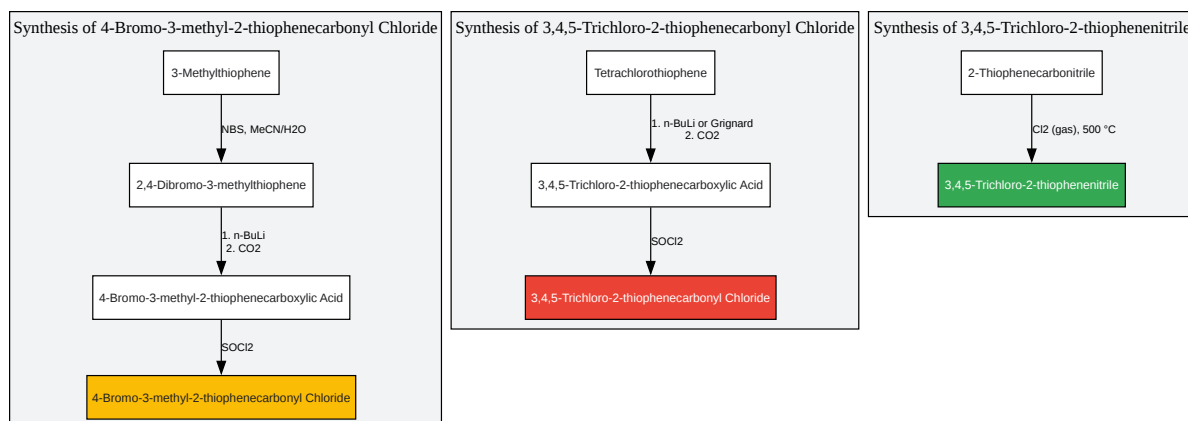 Synthesis of 4-Bromo-3-methyl-2-thiophenecarbonyl Chloride
3-Methylthiophene
NBS, MeCN/H2O
2,4-Dibromo-3-methylthiophene
1. n-BuLi
2. CO2
4-Bromo-3-methyl-2-thiophenecarboxylic Acid
SOCl2
4-Bromo-3-methyl-2-thiophenecarbonyl Chloride
Synthesis of 3,4,5-Trichloro-2-thiophenecarbonyl Chloride
Tetrachlorothiophene
1. n-BuLi or Grignard
2. CO2
3,4,5-Trichloro-2-thiophenecarboxylic Acid
SOCl2
3,4,5-Trichloro-2-thiophenecarbonyl Chloride
Synthesis of 3,4,5-Trichloro-2-thiophenenitrile
2-Thiophenecarbonitrile
Cl2 (gas), 500 °C
3,4,5-Trichloro-2-thiophenenitrile